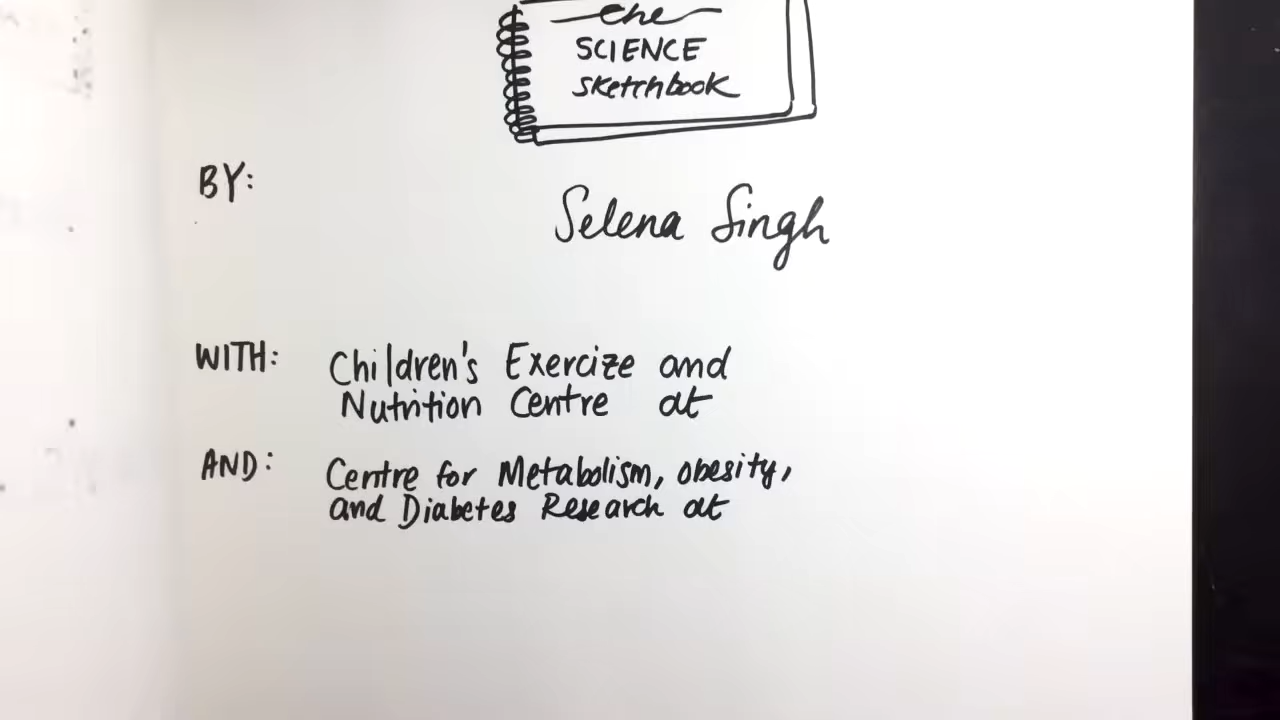 the
SCIENCE
sketchbook
BY:
Selena Singh
WITH: Children's Exercize and
Nutrition Centre at
AND: Centre for Metabolism, obesity,
and Diabetes Research at